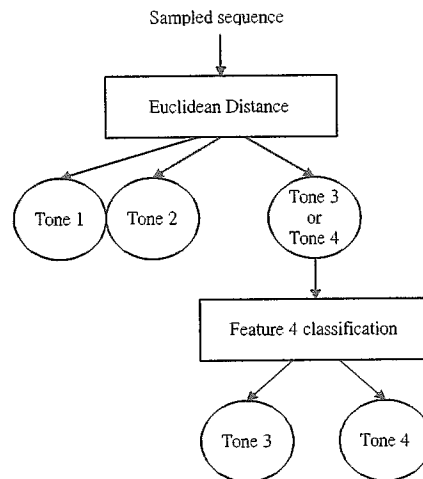 Sampled sequence
Euclidean Distance
Tone 1
Tone 2
Tone 3
or
Tone 4
Feature 4 classification
Tone 3
Tone 4